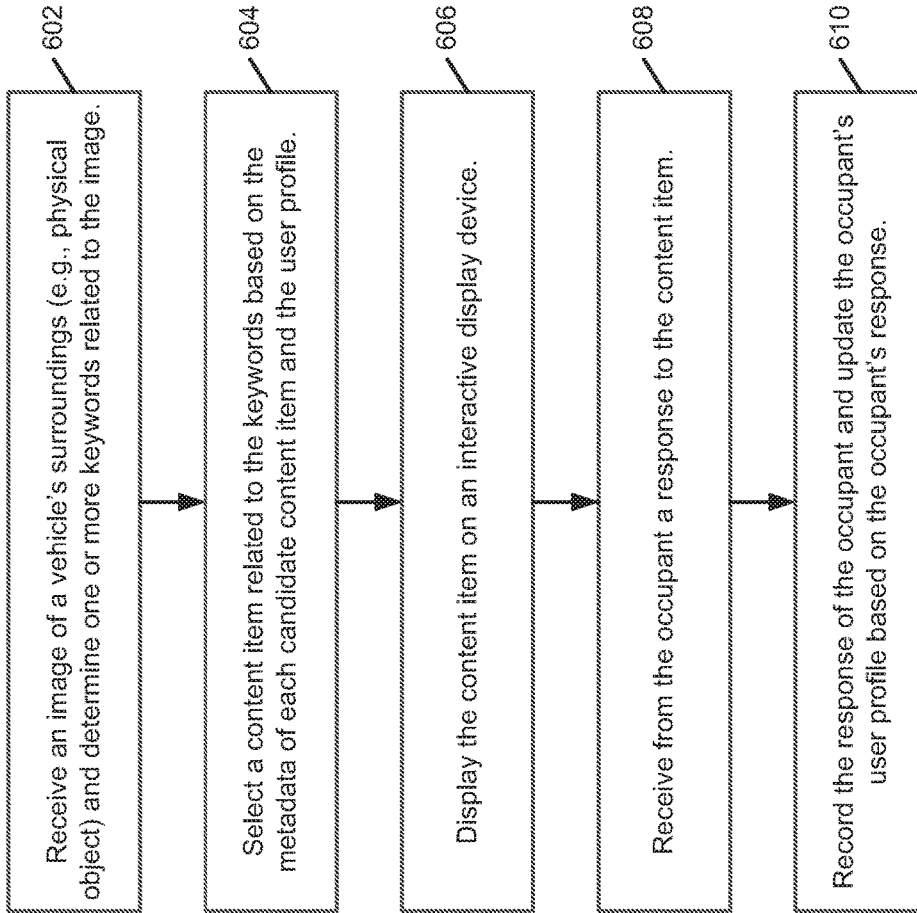 602
Receive an image of a vehicle's surroundings (e.g., physical
object) and determine one or more keywords related to the image.
604
Select a content item related to the keywords based on the
metadata of each candidate content item and the user profile.
606
Display the content item on an interactive display device.
608
Receive from the occupant a response to the content item.
610
Record the response of the occupant and update the occupant's
user profile based on the occupant's response.